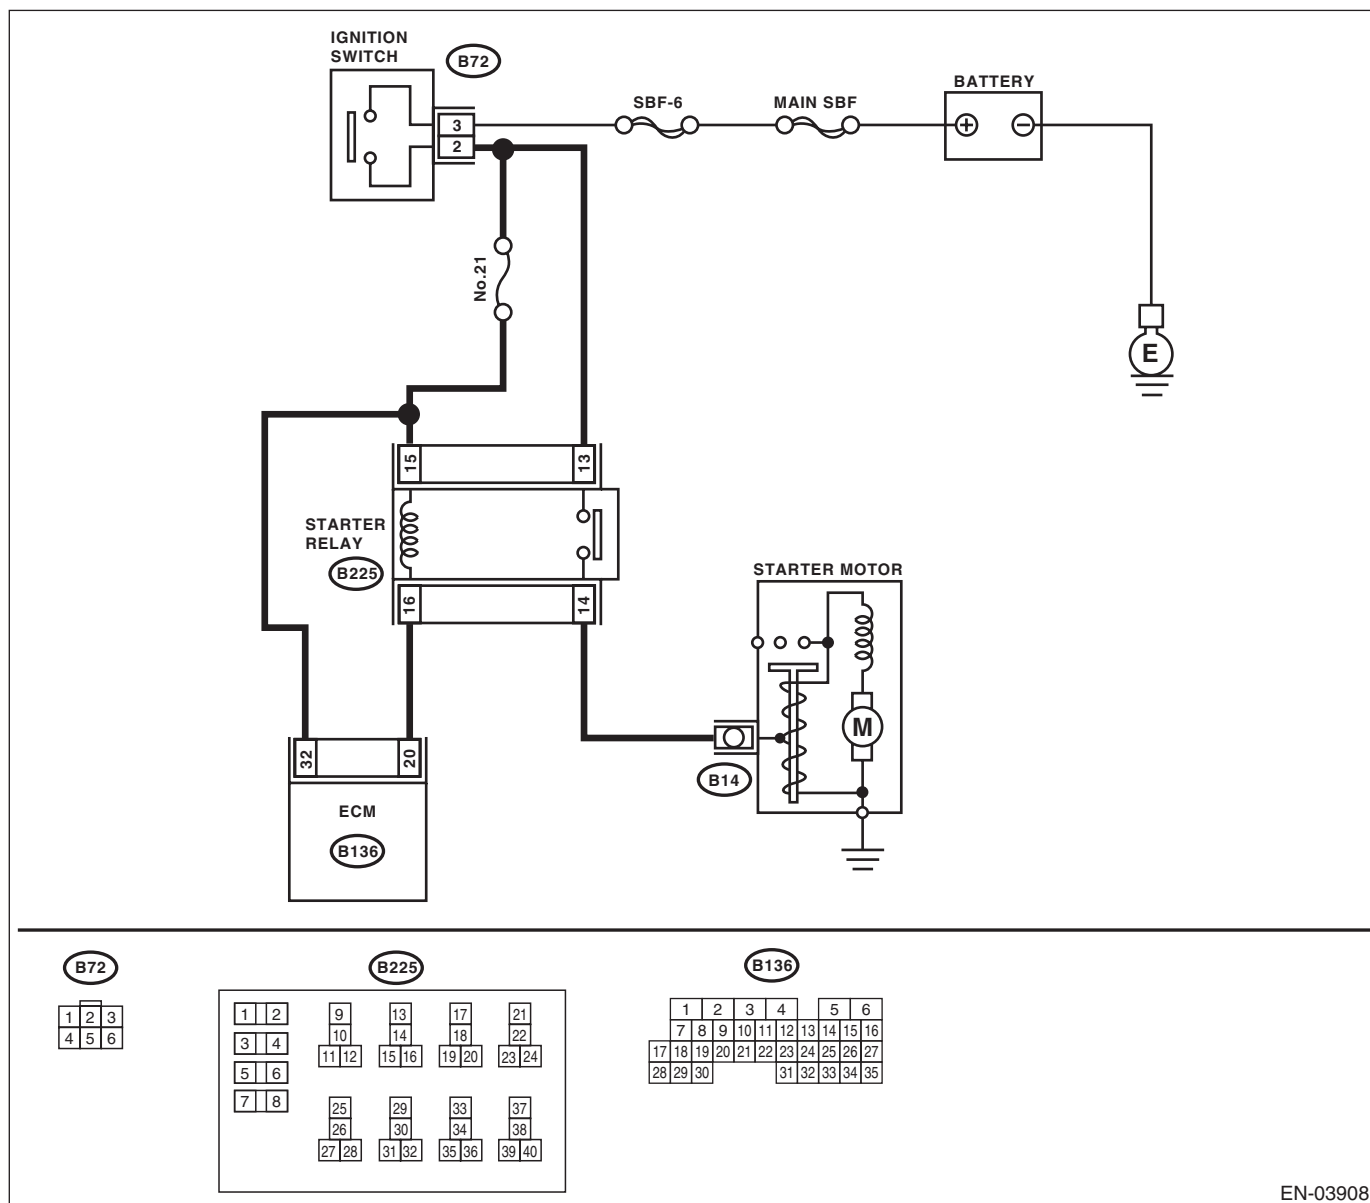 IGNITION
SWITCH
B72
SBF-6
MAIN SBF
BATTERY
3
2
+
−
No.21
E
15
13
STARTER
RELAY
B225
16
14
STARTER MOTOR
M
B14
32
20
ECM
B136
B72
B225
B136
1 2 3
4 5 6
1 2
3 4
5 6
7 8
9 13 17 21
10 14 18 22
11 12 15 16 19 20 23 24
25 29 33 37
26 30 34 38
27 28 31 32 35 36 39 40
1 2 3 4 5 6
7 8 9 10 11 12 13 14 15 16
17 18 19 20 21 22 23 24 25 26 27
28 29 30 31 32 33 34 35
EN-03908